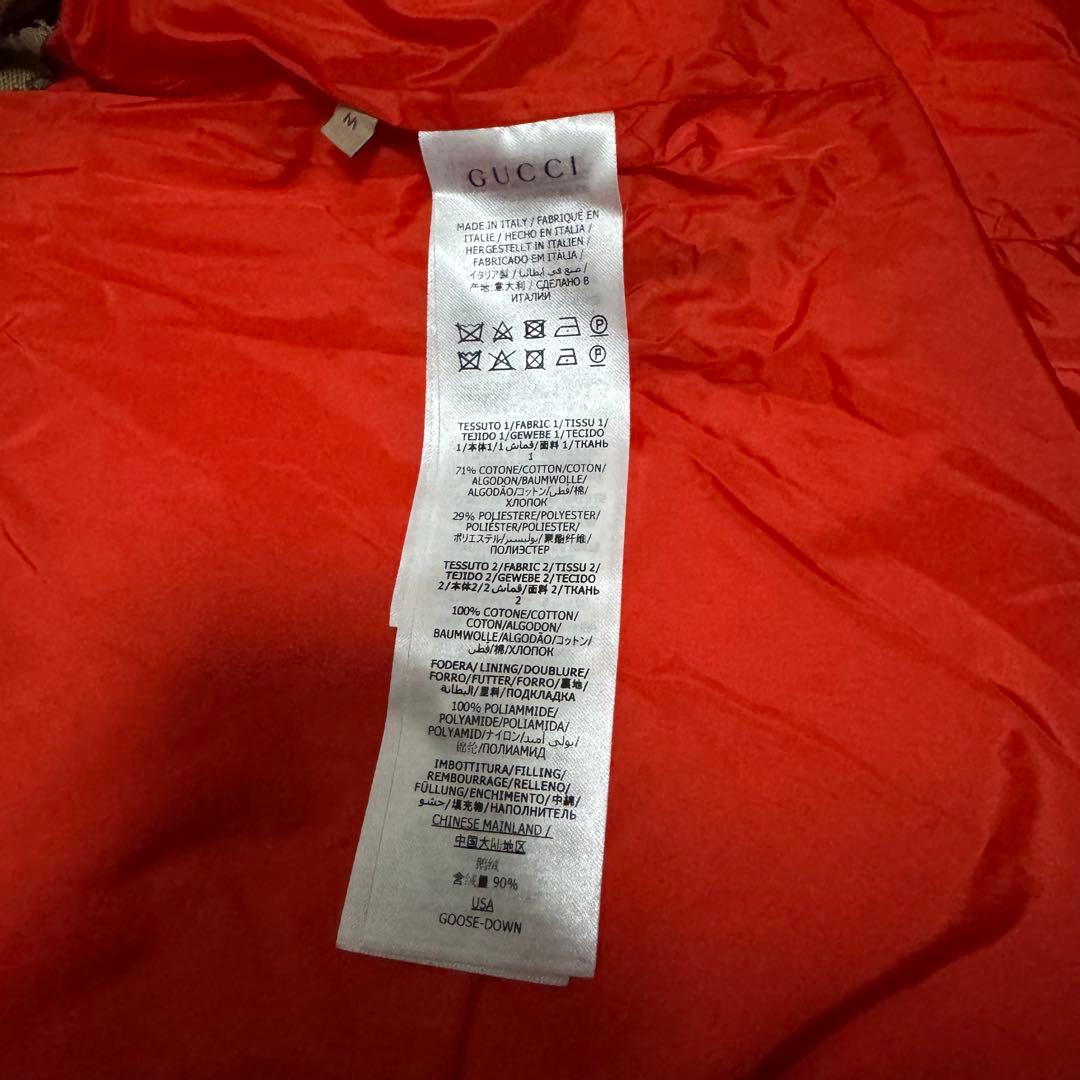 M
GUCCI
MADE IN ITALY / FABRIQUÉ EN
ITALIE / HECHO EN ITALIA /
HERGESTELLT IN ITALIEN /
FABRICADO EM ITALIA /
イタリア製 / صنع في ايطاليا /
产地:意大利 / СДЕЛАНО В
ИТАЛИИ
P
P
TESSUTO 1/FABRIC 1/TISSU 1/
TEJIDO 1/GEWEBE 1/TECIDO
1/本体1/قماش 1/面料 1/ТКАНЬ
1
71% COTONE/COTTON/COTON/
ALGODON/BAUMWOLLE/
ALGODÃO/コットン/قطن/棉/
ХЛОПОК
29% POLIESTERE/POLYESTER/
POLIÉSTER/POLIESTER/
ポリエステル/بوليستر/聚酯纤维/
ПОЛИЭСТЕР
TESSUTO 2/FABRIC 2/TISSU 2/
TEJIDO 2/GEWEBE 2/TECIDO
2/本体2/قماش 2/面料 2/ТКАНЬ
2
100% COTONE/COTTON/
COTON/ALGODON/
BAUMWOLLE/ALGODÃO/コットン/
قطن/棉/ХЛОПОК
FODERA/LINING/DOUBLURE/
FORRO/FUTTER/FORRO/裏地/
البطانة/里料/ПОДКЛАДКА
100% POLIAMMIDE/
POLYAMIDE/POLIAMIDA/
POLYAMID/ナイロン/بولي أميد/
锦纶/ПОЛИАМИД
IMBOTTITURA/FILLING/
REMBOURRAGE/RELLENO/
FÜLLUNG/ENCHIMENTO/中綿/
حشو/填充物/НАПОЛНИТЕЛЬ
CHINESE MAINLAND /
中国大陆地区
鹅绒
含绒量 90%
USA
GOOSE-DOWN